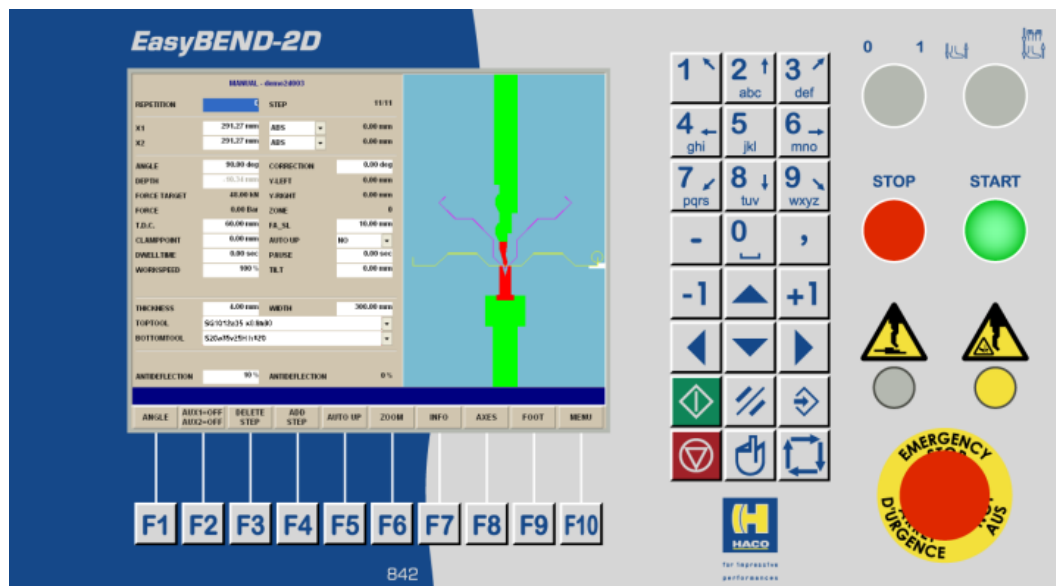 EasyBEND-2D
MANUAL - demo2d003
REPETITION STEP 11/11
X1 291,27 mm ABS 0,00 mm
X2 291,27 mm ABS 0,00 mm
ANGLE 90,00 deg CORRECTION 0,00 deg
DEPTH Y-LEFT 0,00 mm
FORCE TARGET 40,00 kN Y-RIGHT 0,00 mm
FORCE 0,00 Bar ZONE 0
T.D.C. 60,00 mm FA_SL 10,00 mm
CLAMPPOINT 0,00 mm AUTO UP NO
DWELL TIME 0,00 sec PAUSE 0,00 sec
WORKSPEED 100 % TILT 0,00 mm
THICKNESS 4,00 mm WIDTH 300,00 mm
TOPTOOL
BOTTOMTOOL
ANTIDEFLECTION 10 % ANTIDEFLECTION 0 %
ANGLE AUX1=OFF AUX2=OFF DELETE STEP ADD STEP AUTO UP ZOOM INFO AXES FOOT MENU
F1 F2 F3 F4 F5 F6 F7 F8 F9 F10
842
1 2 abc 3 def
4 ghi 5 jkl 6 mno
7 pqrs 8 tuv 9 wxyz
- 0 ,
-1 +1
HACO
for impressive
performances
0 1
STOP START
EMERGENCY
STOP
D'URGENCE
AUS